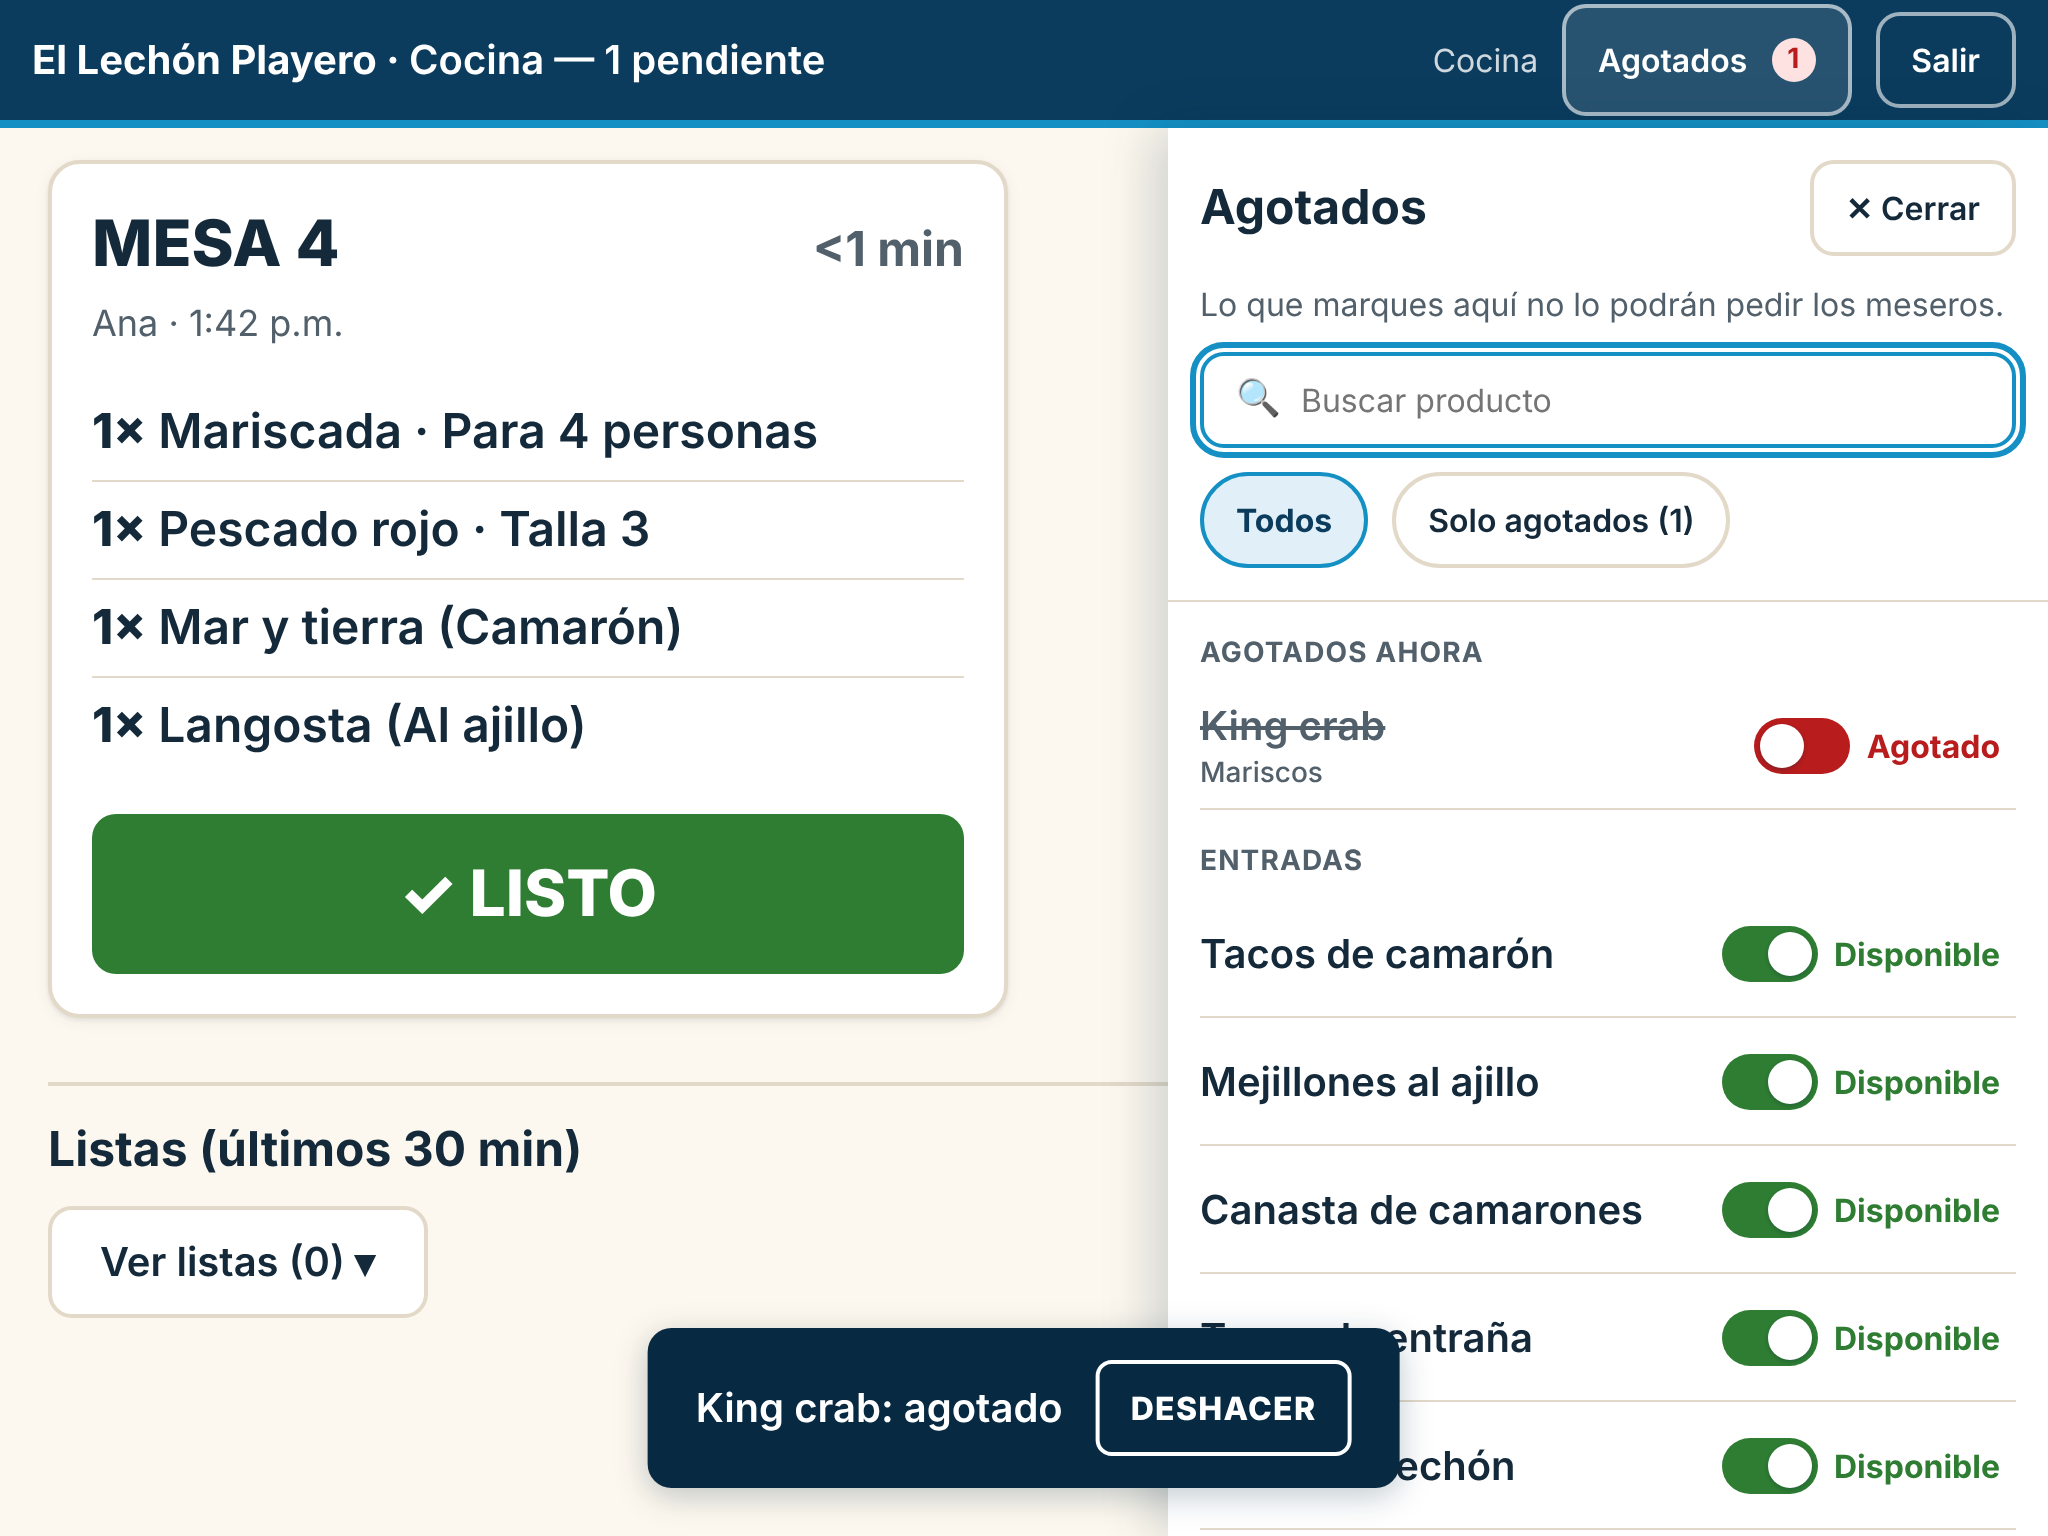 El Lechón Playero · Cocina — 1 pendiente
Cocina
Agotados 1
Salir
MESA 4
<1 min
Ana · 1:42 p.m.
1× Mariscada · Para 4 personas
1× Pescado rojo · Talla 3
1× Mar y tierra (Camarón)
1× Langosta (Al ajillo)
✓ LISTO
Listas (últimos 30 min)
Ver listas (0) ▾
Agotados
✕ Cerrar
Lo que marques aquí no lo podrán pedir los meseros.
Buscar producto
Todos
Solo agotados (1)
AGOTADOS AHORA
King crab
Agotado
Mariscos
ENTRADAS
Tacos de camarón
Disponible
Mejillones al ajillo
Disponible
Canasta de camarones
Disponible
entraña
Disponible
Disponible
King crab: agotado
DESHACER